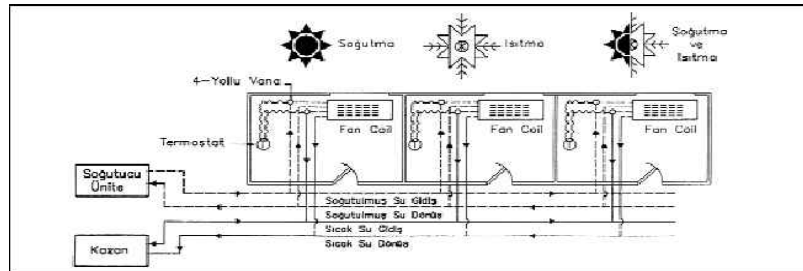 Soğutma
Isıtma
Soğutma
ve
Isıtma
4-Yollu Vana
Fan Coil
Fan Coil
Fan Coil
Termostat
Soğutucu
Ünite
Soğutulmuş Su Gidiş
Soğutulmuş Su Dönüş
Sıcak Su Gidiş
Sıcak Su Dönüş
Kazan